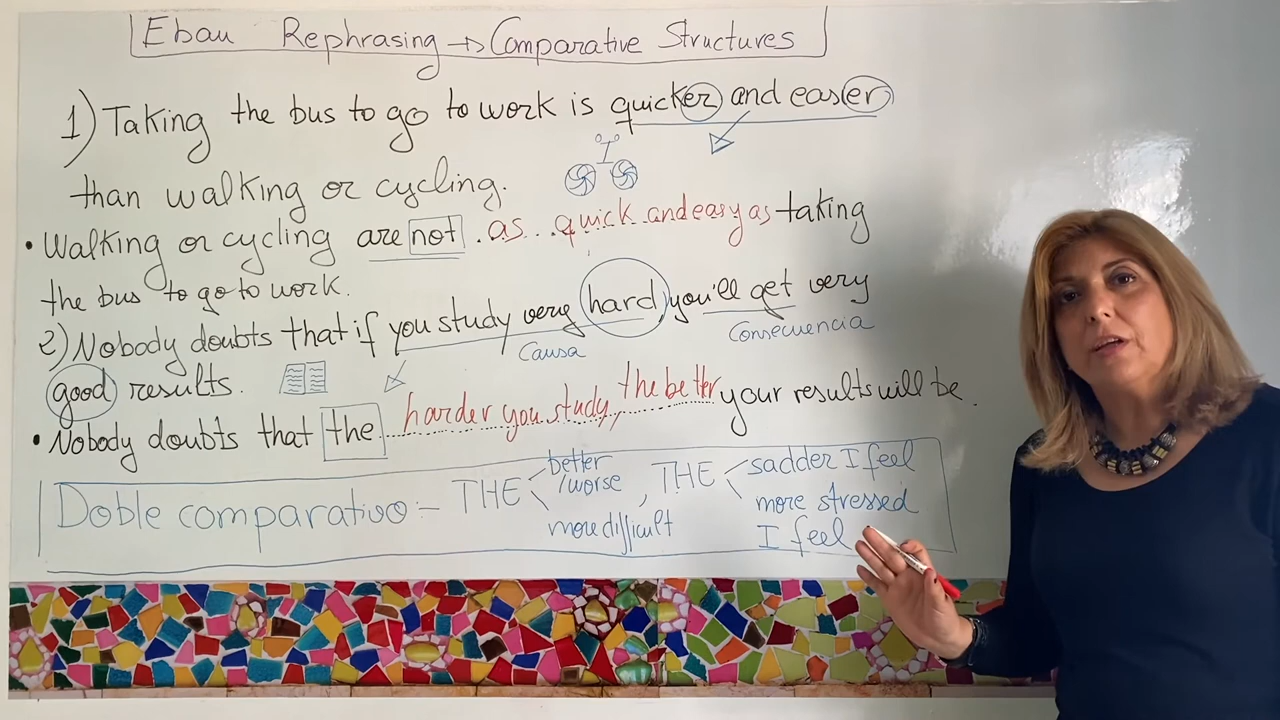 Ebau Rephrasing → Comparative Structures
1) Taking the bus to go to work is quicker and easier
than walking or cycling.
• Walking or cycling are not . as . . quick and easy as taking
the bus to go to work.
2) Nobody doubts that if you study very hard, you'll get very
Causa
Consecuencia
good results.
• Nobody doubts that the harder you study, the better your results will be.
Doble comparativo:- THE better /worse more difficult , THE sadder I feel more stressed I feel